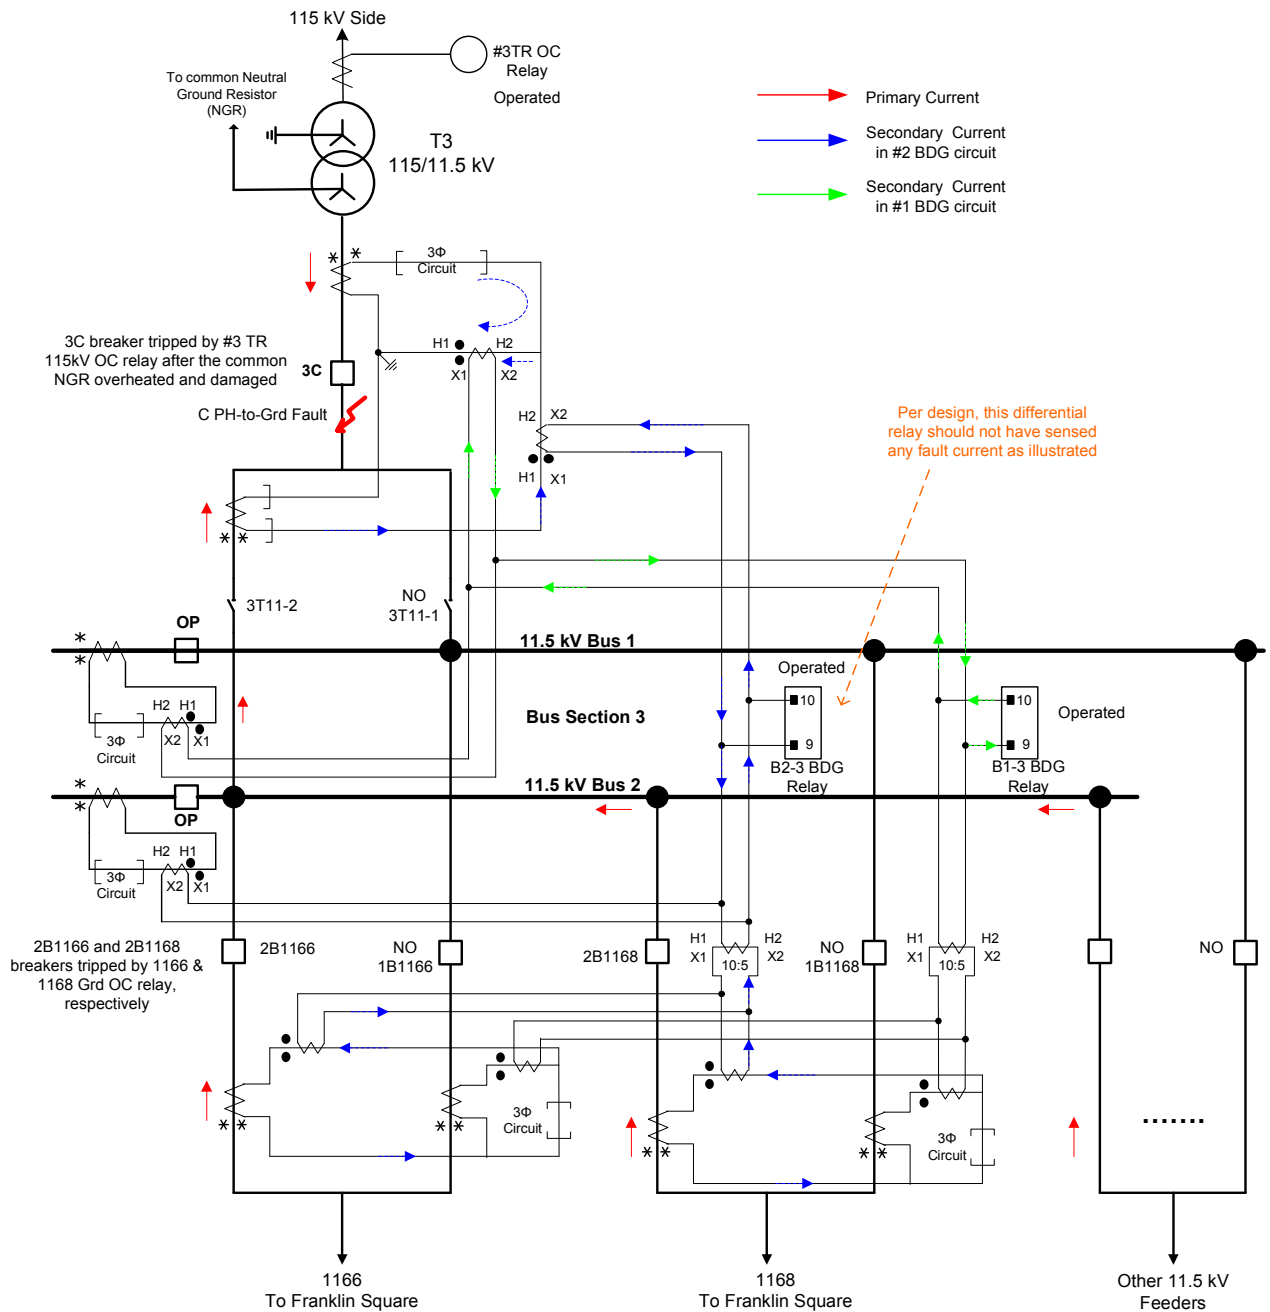 115 kV Side
#3TR OC
Relay
Operated
To common Neutral
Ground Resistor
(NGR)
T3
115/11.5 kV
Primary Current
Secondary Current
in #2 BDG circuit
Secondary Current
in #1 BDG circuit
* *
3Φ
Circuit
3C breaker tripped by #3 TR
115kV OC relay after the common
NGR overheated and damaged
3C
H1 H2
X1 X2
C PH-to-Grd Fault
H2 X2
H1 X1
Per design, this differential
relay should not have sensed
any fault current as illustrated
* *
3T11-2
NO
3T11-1
OP
*
*
11.5 kV Bus 1
Operated
10
9
B2-3 BDG
Relay
10
9
Operated
B1-3 BDG
Relay
H2 H1
X2 X1
3Φ
Circuit
Bus Section 3
*
*
OP
11.5 kV Bus 2
H2 H1
X2 X1
3Φ
Circuit
2B1166 and 2B1168
breakers tripped by 1166 &
1168 Grd OC relay,
respectively
2B1166
NO
1B1166
2B1168
H1 H2
X1 X2
10:5
NO
1B1168
H1 H2
X1 X2
10:5
NO
* *
* *
3Φ
Circuit
* *
* *
3Φ
Circuit
.......
1166
To Franklin Square
1168
To Franklin Square
Other 11.5 kV
Feeders